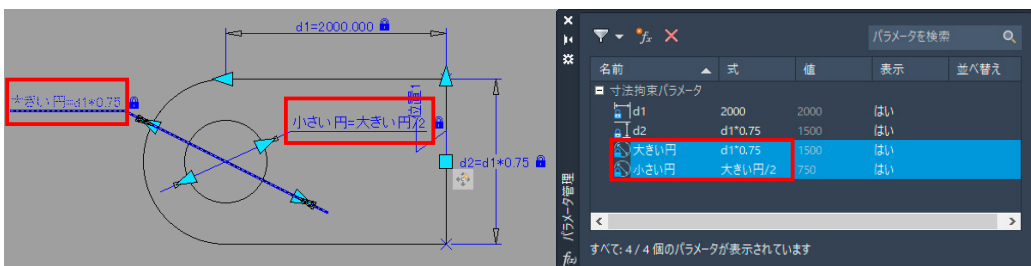 d1=2000.000
大きい円=d1*0.75
小さい円=大きい円/2
位置1
d2=d1*0.75
fx
パラメータを検索
名前 式 値 表示 並べ替え
寸法拘束パラメータ
d1 2000 2000 はい
d2 d1*0.75 1500 はい
大きい円 d1*0.75 1500 はい
小さい円 大きい円/2 750 はい
すべて: 4 / 4 個のパラメータが表示されています
パラメータ管理
f(x)